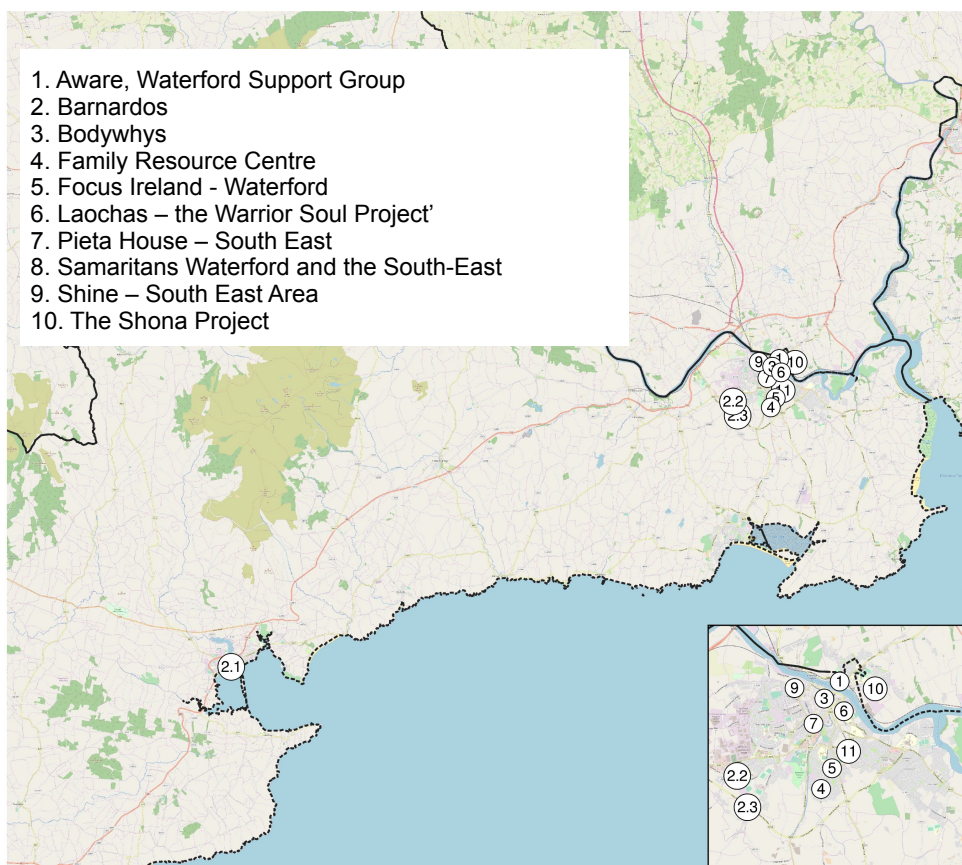 1. Aware, Waterford Support Group
2. Barnardos
3. Bodywhys
4. Family Resource Centre
5. Focus Ireland - Waterford
6. Laochas – the Warrior Soul Project’
7. Pieta House – South East
8. Samaritans Waterford and the South-East
9. Shine – South East Area
10. The Shona Project
9
1
10
6
7
11
5
4
2.2
2.3
2.1
1
9
10
3
6
7
11
5
2.2
4
2.3